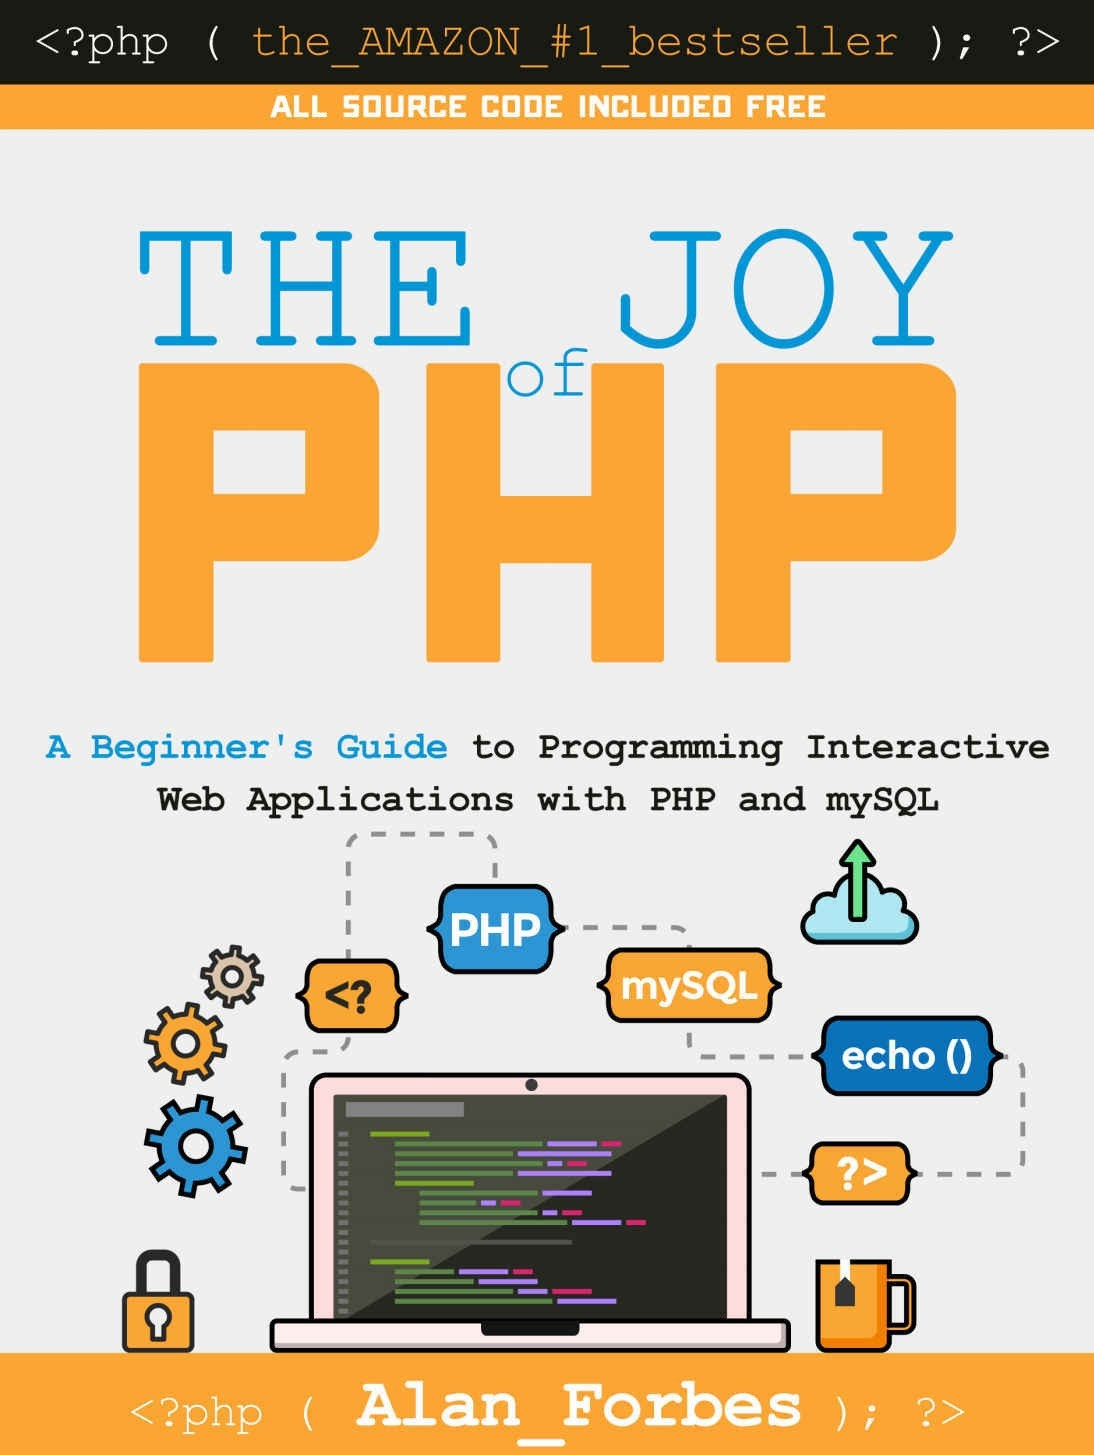 <?php ( the_AMAZON_#1_bestseller ); ?>
ALL SOURCE CODE INCLUDED FREE
THE JOY
of
PHP
A Beginner's Guide to Programming Interactive
Web Applications with PHP and mySQL
PHP
<?
mySQL
echo ()
?>
<?php ( Alan_Forbes ); ?>